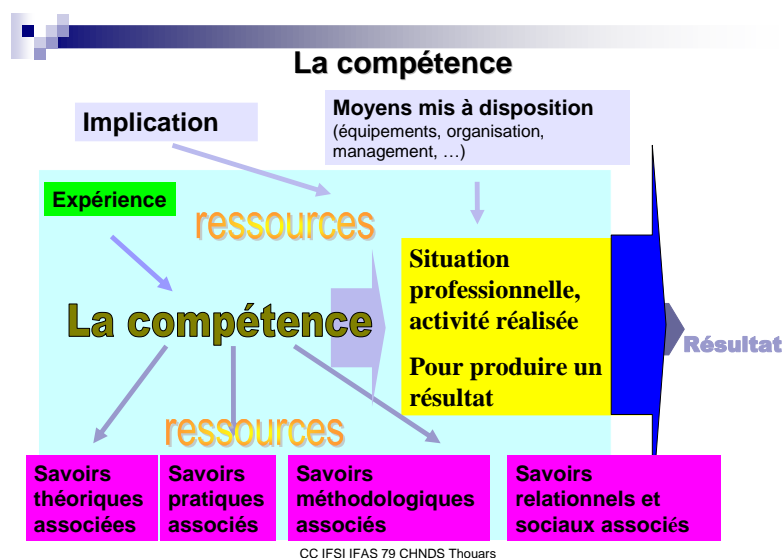 La compétence
Implication
Moyens mis à disposition
(équipements, organisation,
management, …)
Expérience
ressources
Situation
professionnelle,
activité réalisée
Pour produire un
résultat
La compétence
Résultat
ressources
Savoirs
théoriques
associées
Savoirs
pratiques
associés
Savoirs
méthodologiques
associés
Savoirs
relationnels et
sociaux associés
CC IFSI IFAS 79 CHNDS Thouars